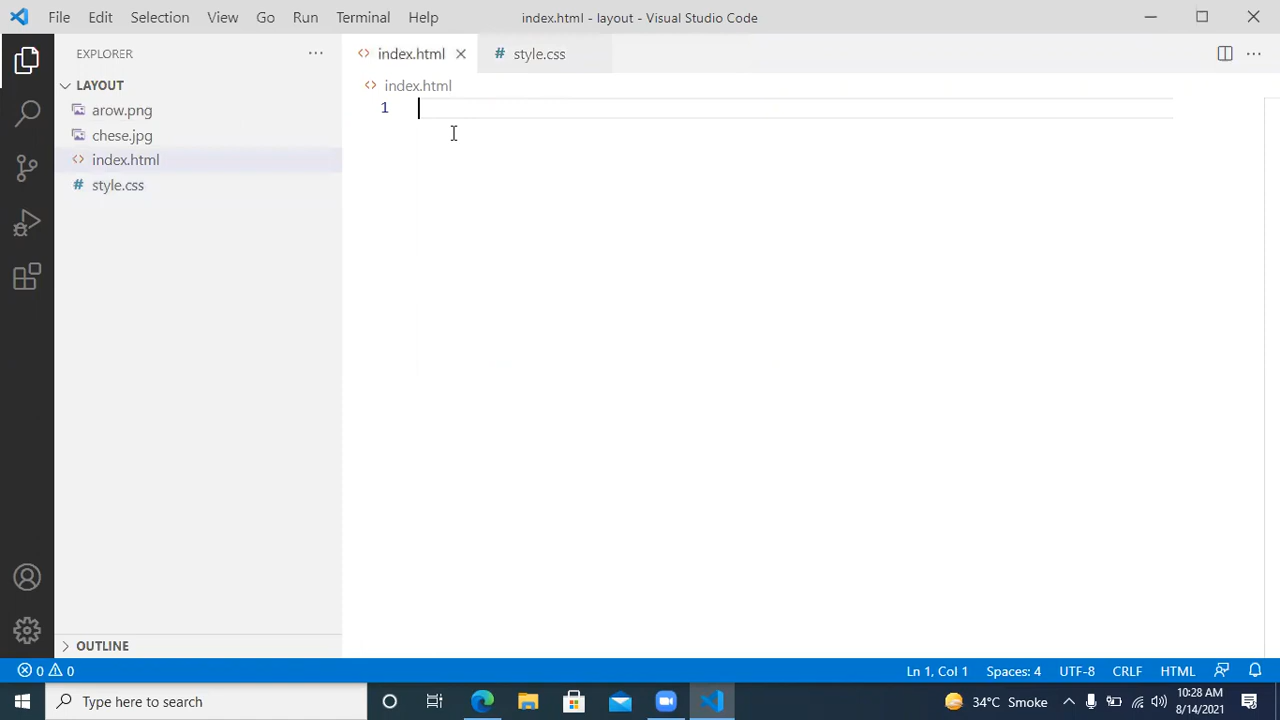 File Edit Selection View Go Run Terminal Help index.html - layout - Visual Studio Code
EXPLORER ··· index.html # style.css ···
LAYOUT index.html
arow.png 1
chese.jpg
index.html
# style.css
OUTLINE
0 0 Ln 1, Col 1 Spaces: 4 UTF-8 CRLF HTML
Type here to search 34°C Smoke 10:28 AM
8/14/2021